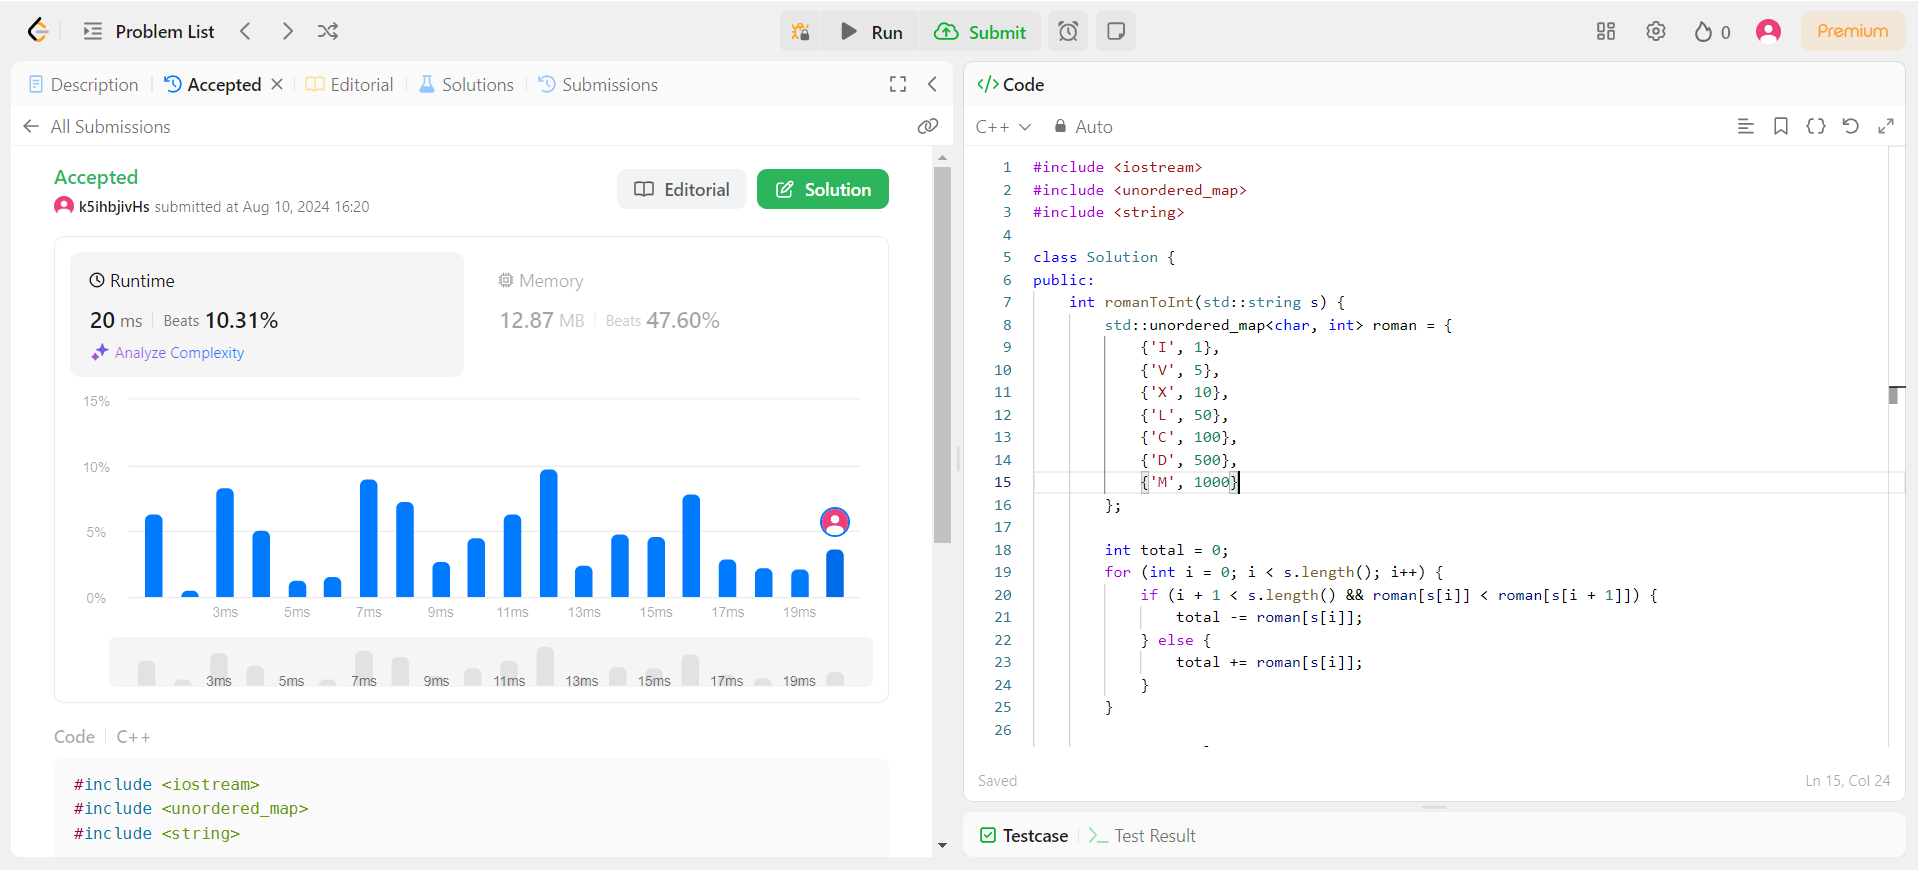 Problem List
Run
Submit
0
Premium
Description
Accepted
Editorial
Solutions
Submissions
All Submissions
Accepted
k5ihbjivHs submitted at Aug 10, 2024 16:20
Editorial
Solution
Runtime
20 ms Beats 10.31%
Analyze Complexity
Memory
12.87 MB Beats 47.60%
15%
10%
5%
0%
3ms 5ms 7ms 9ms 11ms 13ms 15ms 17ms 19ms
3ms 5ms 7ms 9ms 11ms 13ms 15ms 17ms 19ms
Code C++
#include <iostream>
#include <unordered_map>
#include <string>
</> Code
C++ Auto
1 #include <iostream>
2 #include <unordered_map>
3 #include <string>
4
5 class Solution {
6 public:
7 int romanToInt(std::string s) {
8 std::unordered_map<char, int> roman = {
9 {'I', 1},
10 {'V', 5},
11 {'X', 10},
12 {'L', 50},
13 {'C', 100},
14 {'D', 500},
15 {'M', 1000}
16 };
17
18 int total = 0;
19 for (int i = 0; i < s.length(); i++) {
20 if (i + 1 < s.length() && roman[s[i]] < roman[s[i + 1]]) {
21 total -= roman[s[i]];
22 } else {
23 total += roman[s[i]];
24 }
25 }
26
Saved
Ln 15, Col 24
Testcase
Test Result